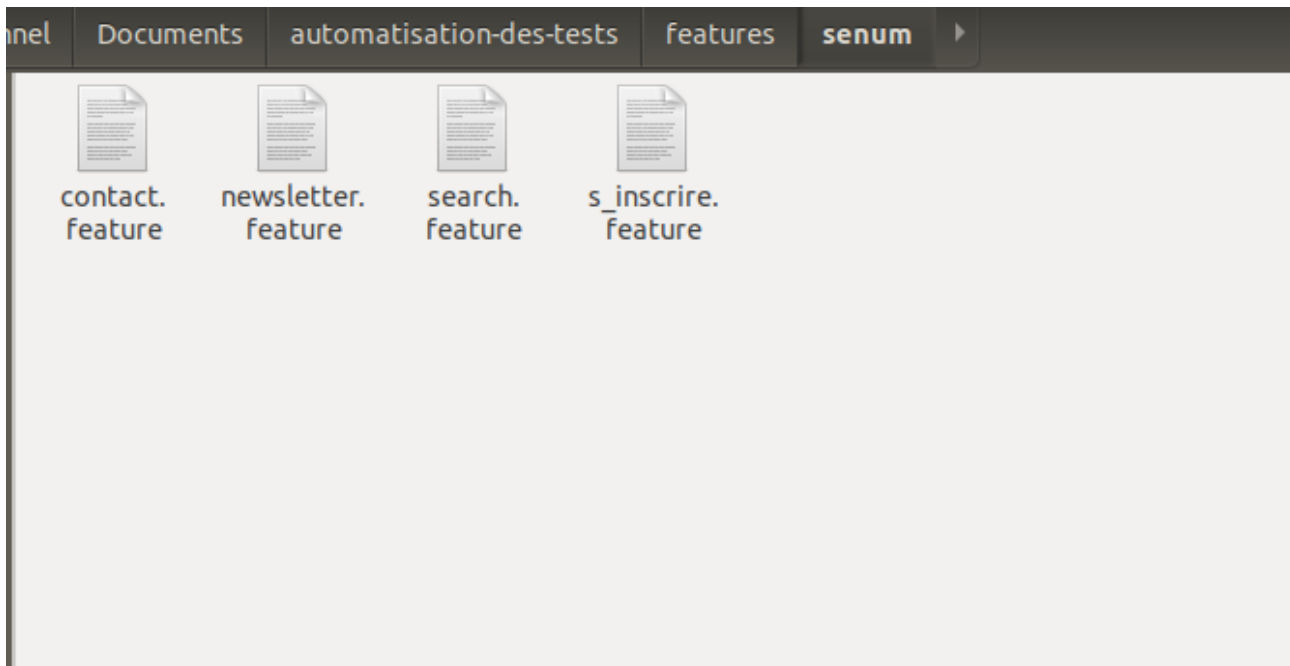 nnel Documents automatisation-des-tests features senum
contact. newsletter. search. s_inscrire.
feature feature feature feature